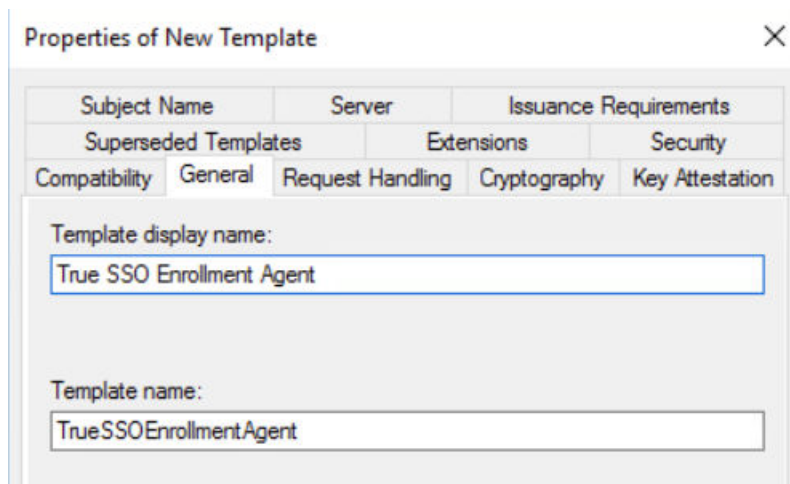 Properties of New Template
Subject Name Server Issuance Requirements
Superseded Templates Extensions Security
Compatibility General Request Handling Cryptography Key Attestation
Template display name:
True SSO Enrollment Agent
Template name:
TrueSSOEnrollmentAgent